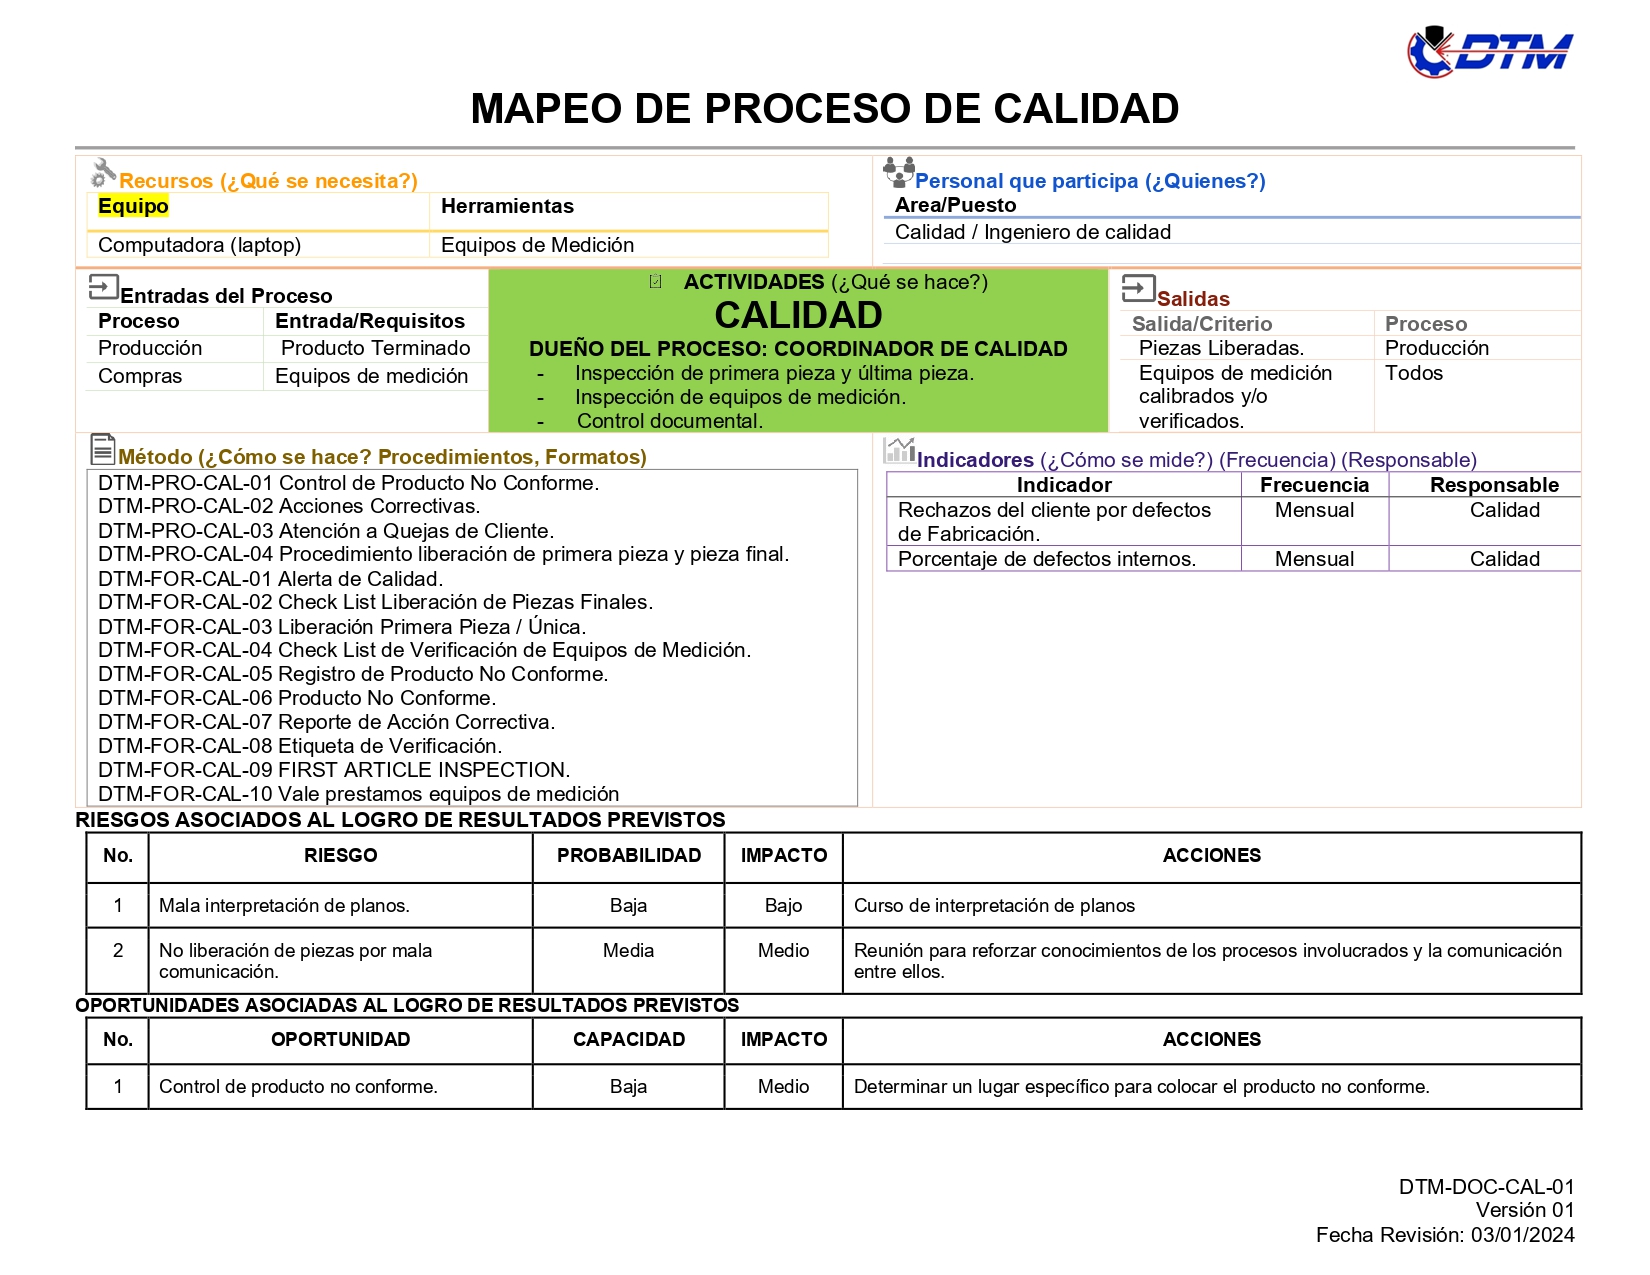 DTM
MAPEO DE PROCESO DE CALIDAD
Recursos (¿Qué se necesita?)
Equipo Herramientas
Computadora (laptop) Equipos de Medición
Personal que participa (¿Quienes?)
Area/Puesto
Calidad / Ingeniero de calidad
Entradas del Proceso
Proceso Entrada/Requisitos
Producción Producto Terminado
Compras Equipos de medición
ACTIVIDADES (¿Qué se hace?)
CALIDAD
DUEÑO DEL PROCESO: COORDINADOR DE CALIDAD
- Inspección de primera pieza y última pieza.
- Inspección de equipos de medición.
- Control documental.
Salidas
Salida/Criterio Proceso
Piezas Liberadas. Producción
Equipos de medición Todos
calibrados y/o
verificados.
Método (¿Cómo se hace? Procedimientos, Formatos)
DTM-PRO-CAL-01 Control de Producto No Conforme.
DTM-PRO-CAL-02 Acciones Correctivas.
DTM-PRO-CAL-03 Atención a Quejas de Cliente.
DTM-PRO-CAL-04 Procedimiento liberación de primera pieza y pieza final.
DTM-FOR-CAL-01 Alerta de Calidad.
DTM-FOR-CAL-02 Check List Liberación de Piezas Finales.
DTM-FOR-CAL-03 Liberación Primera Pieza / Única.
DTM-FOR-CAL-04 Check List de Verificación de Equipos de Medición.
DTM-FOR-CAL-05 Registro de Producto No Conforme.
DTM-FOR-CAL-06 Producto No Conforme.
DTM-FOR-CAL-07 Reporte de Acción Correctiva.
DTM-FOR-CAL-08 Etiqueta de Verificación.
DTM-FOR-CAL-09 FIRST ARTICLE INSPECTION.
DTM-FOR-CAL-10 Vale prestamos equipos de medición
Indicadores (¿Cómo se mide?) (Frecuencia) (Responsable)
Indicador Frecuencia Responsable
Rechazos del cliente por defectos Mensual Calidad
de Fabricación.
Porcentaje de defectos internos. Mensual Calidad
RIESGOS ASOCIADOS AL LOGRO DE RESULTADOS PREVISTOS
No. RIESGO PROBABILIDAD IMPACTO ACCIONES
1 Mala interpretación de planos. Baja Bajo Curso de interpretación de planos
2 No liberación de piezas por mala Media Medio Reunión para reforzar conocimientos de los procesos involucrados y la comunicación
comunicación. entre ellos.
OPORTUNIDADES ASOCIADAS AL LOGRO DE RESULTADOS PREVISTOS
No. OPORTUNIDAD CAPACIDAD IMPACTO ACCIONES
1 Control de producto no conforme. Baja Medio Determinar un lugar específico para colocar el producto no conforme.
DTM-DOC-CAL-01
Versión 01
Fecha Revisión: 03/01/2024